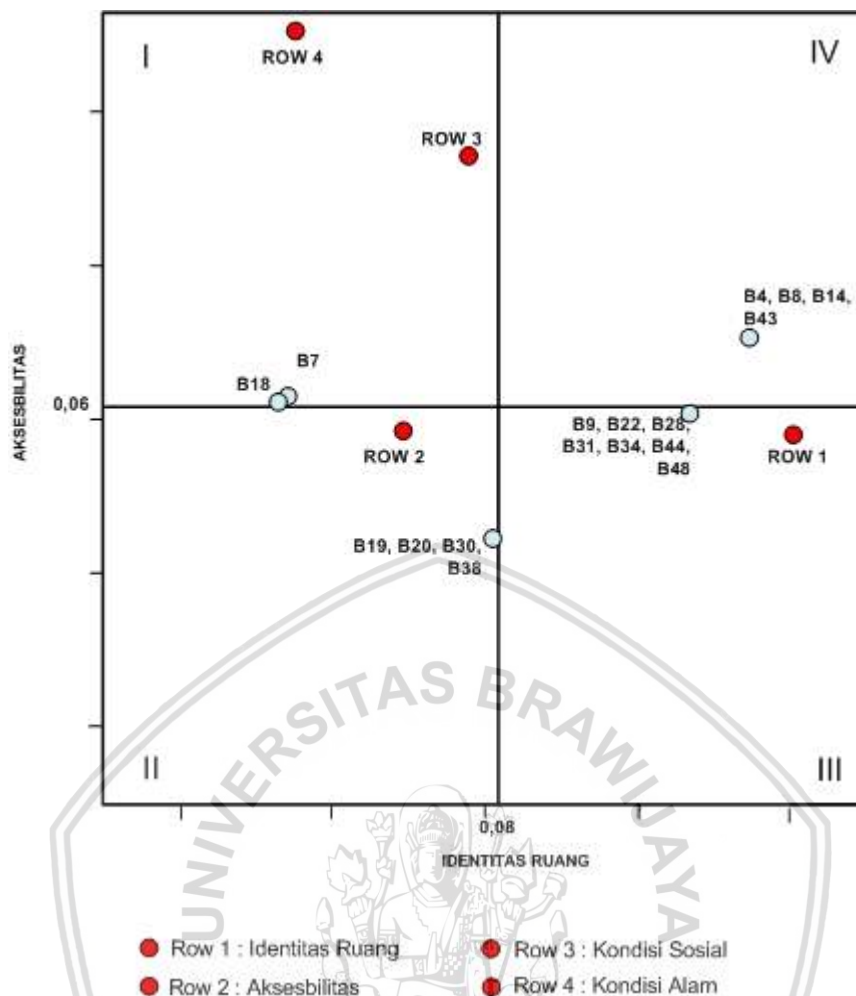 I
IV
ROW 4
ROW 3
B4, B8, B14,
B43
B7
B18
AKSESBILITAS
0,06
B9, B22, B28,
B31, B34, B44,
B48
ROW 2
ROW 1
B19, B20, B30,
B38
UNIVERSITAS BRAWIJAYA
II
III
0,08
IDENTITAS RUANG
Row 1 : Identitas Ruang
Row 3 : Kondisi Sosial
Row 2 : Aksesbilitas
Row 4 : Kondisi Alam